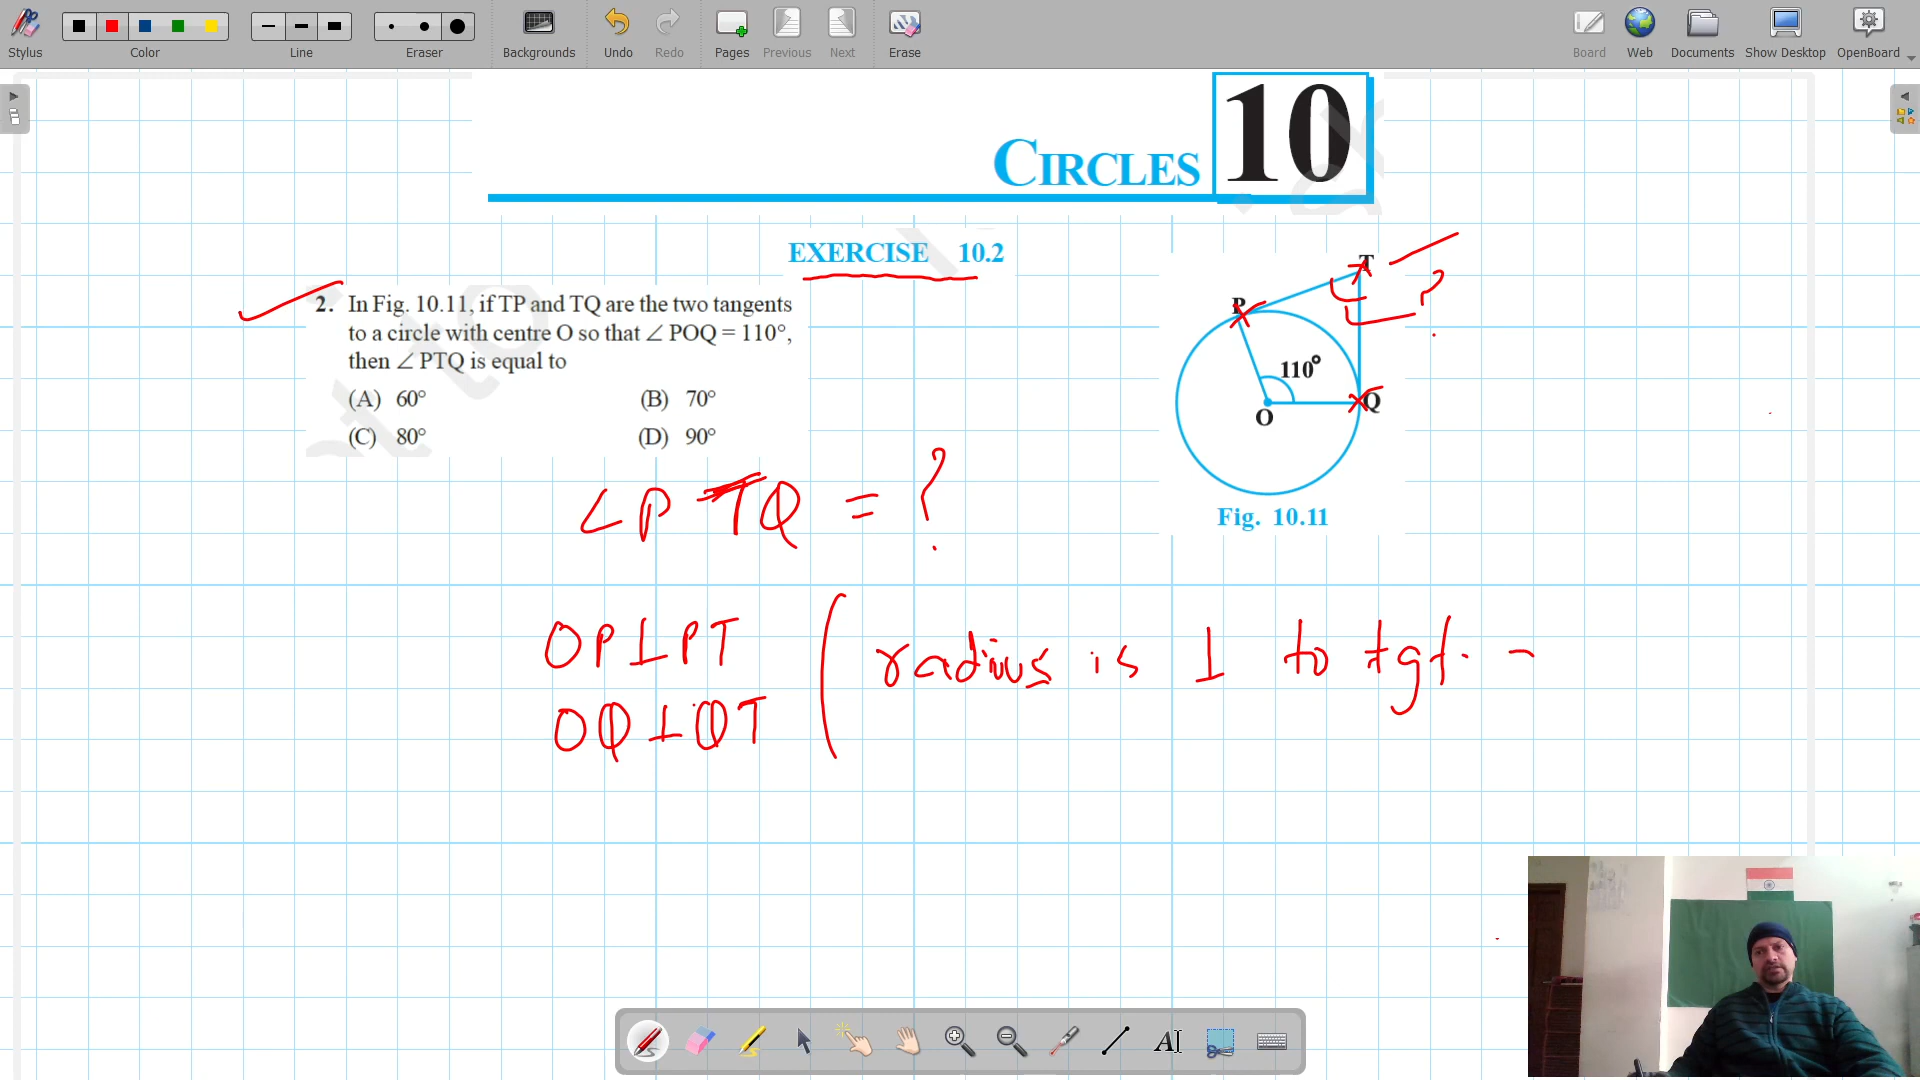 Stylus Color Line Eraser Backgrounds Undo Redo Pages Previous Next Erase Board Web Documents Show Desktop OpenBoard
CIRCLES 10
EXERCISE 10.2
2. In Fig. 10.11, if TP and TQ are the two tangents
to a circle with centre O so that ∠ POQ = 110°,
then ∠ PTQ is equal to
(A) 60° (B) 70°
(C) 80° (D) 90°
T
?
P
110°
O
Q
Fig. 10.11
∠PTQ = ?
OP⊥PT
OQ⊥QT
( radius is ⊥ to tgt. -